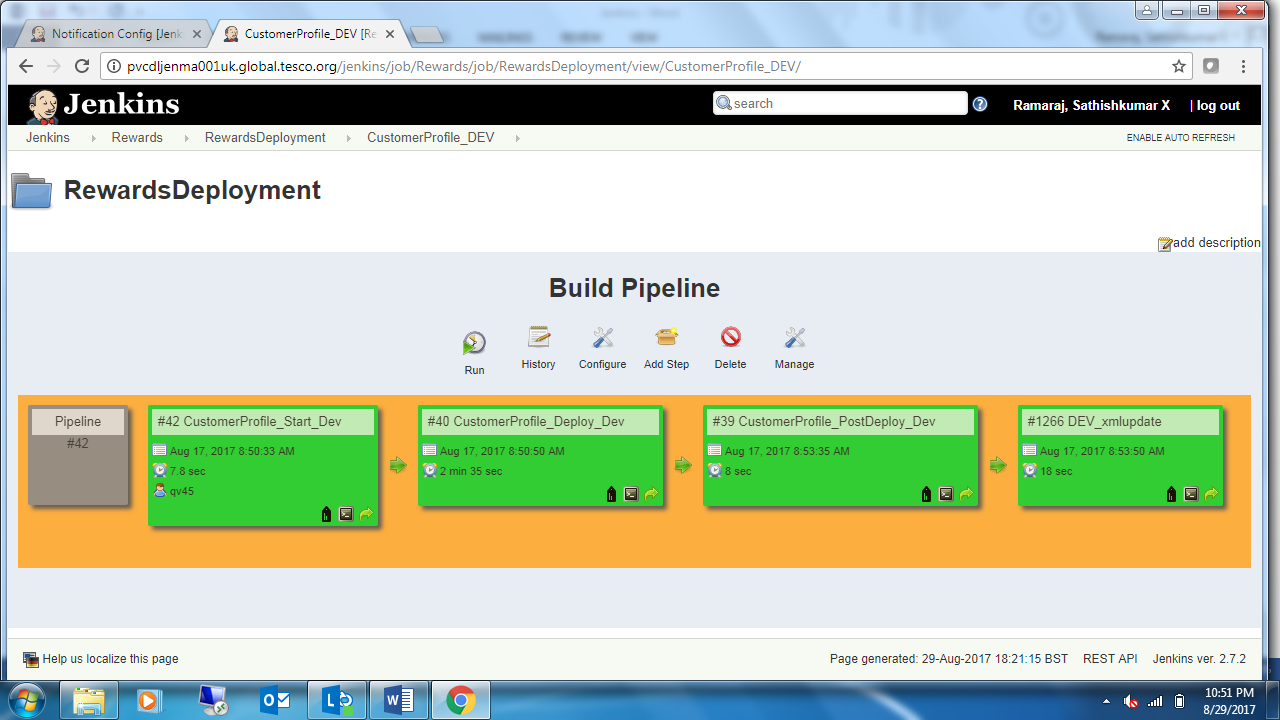 Notification Config [Jenk
CustomerProfile_DEV [Re
pvcdljenma001uk.global.tesco.org/jenkins/job/Rewards/job/RewardsDeployment/view/CustomerProfile_DEV/
Jenkins
search
Ramaraj, Sathishkumar X
| log out
Jenkins
Rewards
RewardsDeployment
CustomerProfile_DEV
ENABLE AUTO REFRESH
RewardsDeployment
add description
Build Pipeline
Run
History
Configure
Add Step
Delete
Manage
Pipeline
#42
#42 CustomerProfile_Start_Dev
Aug 17, 2017 8:50:33 AM
7.8 sec
qv45
#40 CustomerProfile_Deploy_Dev
Aug 17, 2017 8:50:50 AM
2 min 35 sec
#39 CustomerProfile_PostDeploy_Dev
Aug 17, 2017 8:53:35 AM
8 sec
#1266 DEV_xmlupdate
Aug 17, 2017 8:53:50 AM
18 sec
Help us localize this page
Page generated: 29-Aug-2017 18:21:15 BST
REST API
Jenkins ver. 2.7.2
10:51 PM
8/29/2017